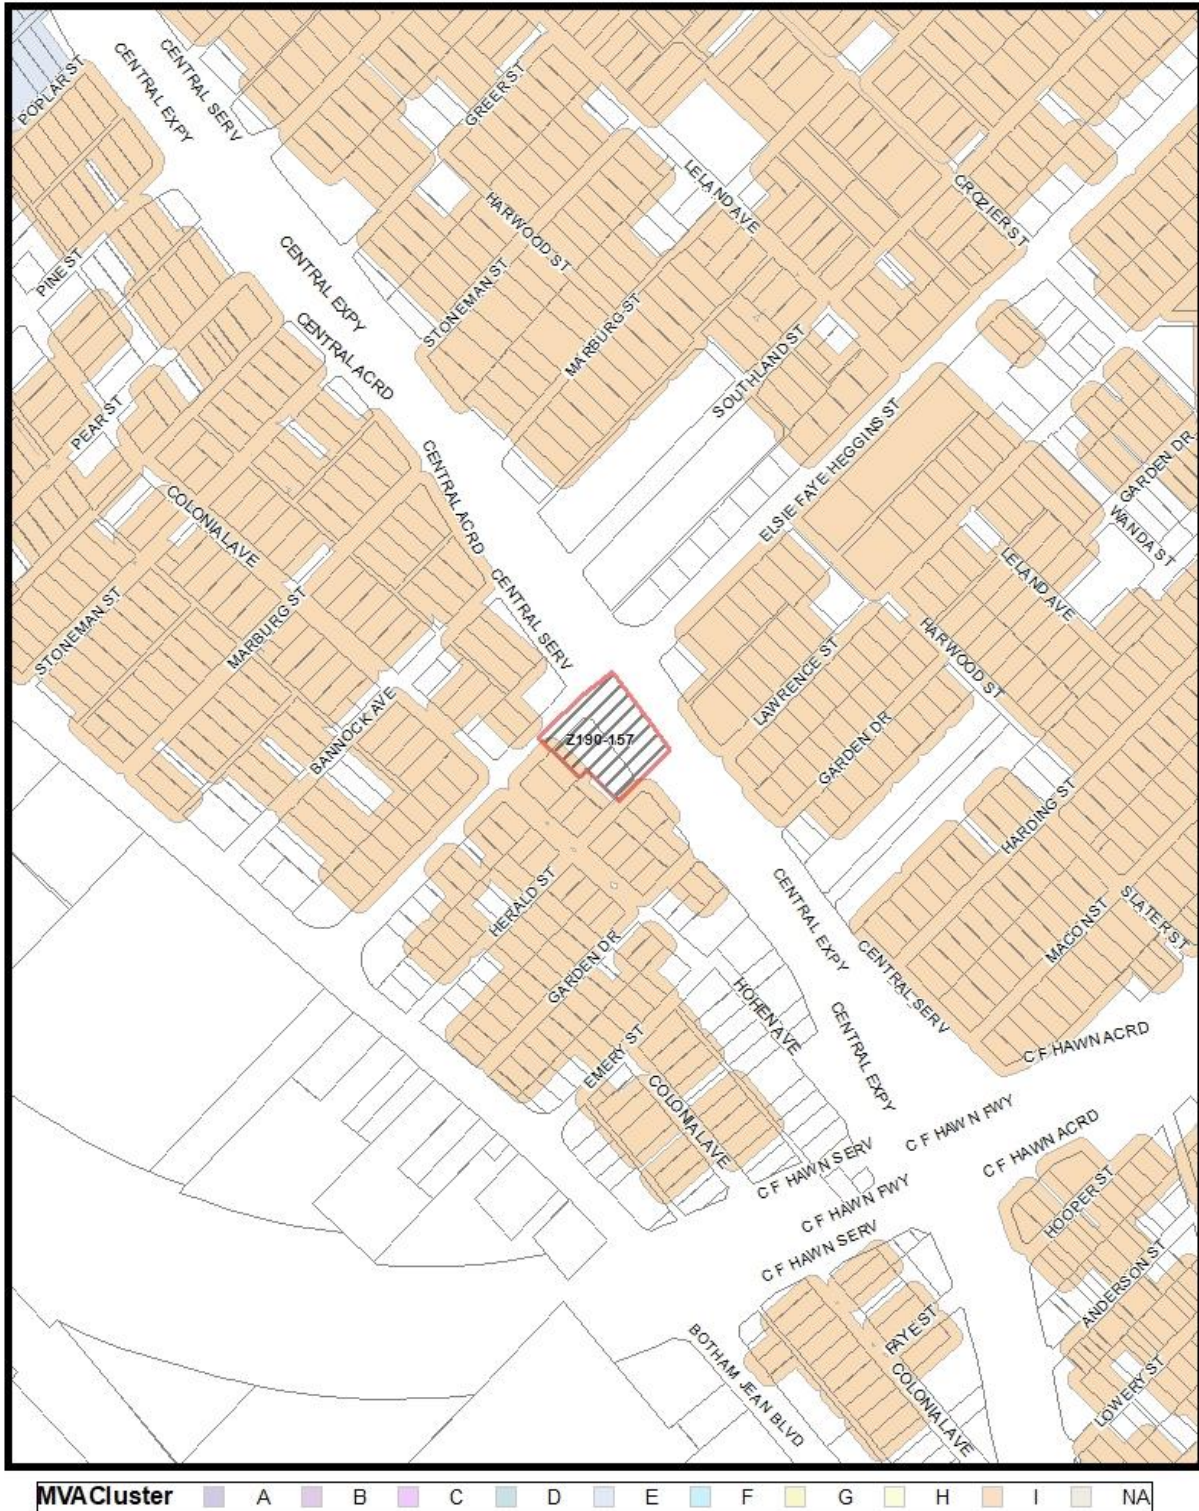 POPLAR ST
CENTRAL EXPY
CENTRAL SERV
GREER ST
LELAND AVE
CROZIER ST
HARWOOD ST
PINE ST
CENTRAL EXPY
STONEMAN ST
MARBURG ST
CENTRAL ACRD
SOUTHLAND ST
PEAR ST
ELSIE FAYE HEGGINS ST
GARDEN DR
WANDA ST
CENTRAL ACRD
COLONIAL AVE
LELAND AVE
CENTRAL SERV
STONEMAN ST
MARBURG ST
HARWOOD ST
LAWRENCE ST
BANNOCK AVE
Z190-157
GARDEN DR
HARDING ST
HERALD ST
CENTRAL EXPY
SLATER ST
MACON ST
GARDEN DR
CENTRAL SERV
HOHEN AVE
CENTRAL EXPY
EMERY ST
C F HAWN ACRD
COLONIAL AVE
C F HAWN FWY
C F HAWN ACRD
C F HAWN SERV
C F HAWN FWY
HOOPER ST
C F HAWN SERV
ANDERSON ST
FAYE ST
BOTHAM JEAN BLVD
COLONIAL AVE
LOWERY ST
MVACluster A B C D E F G H I NA